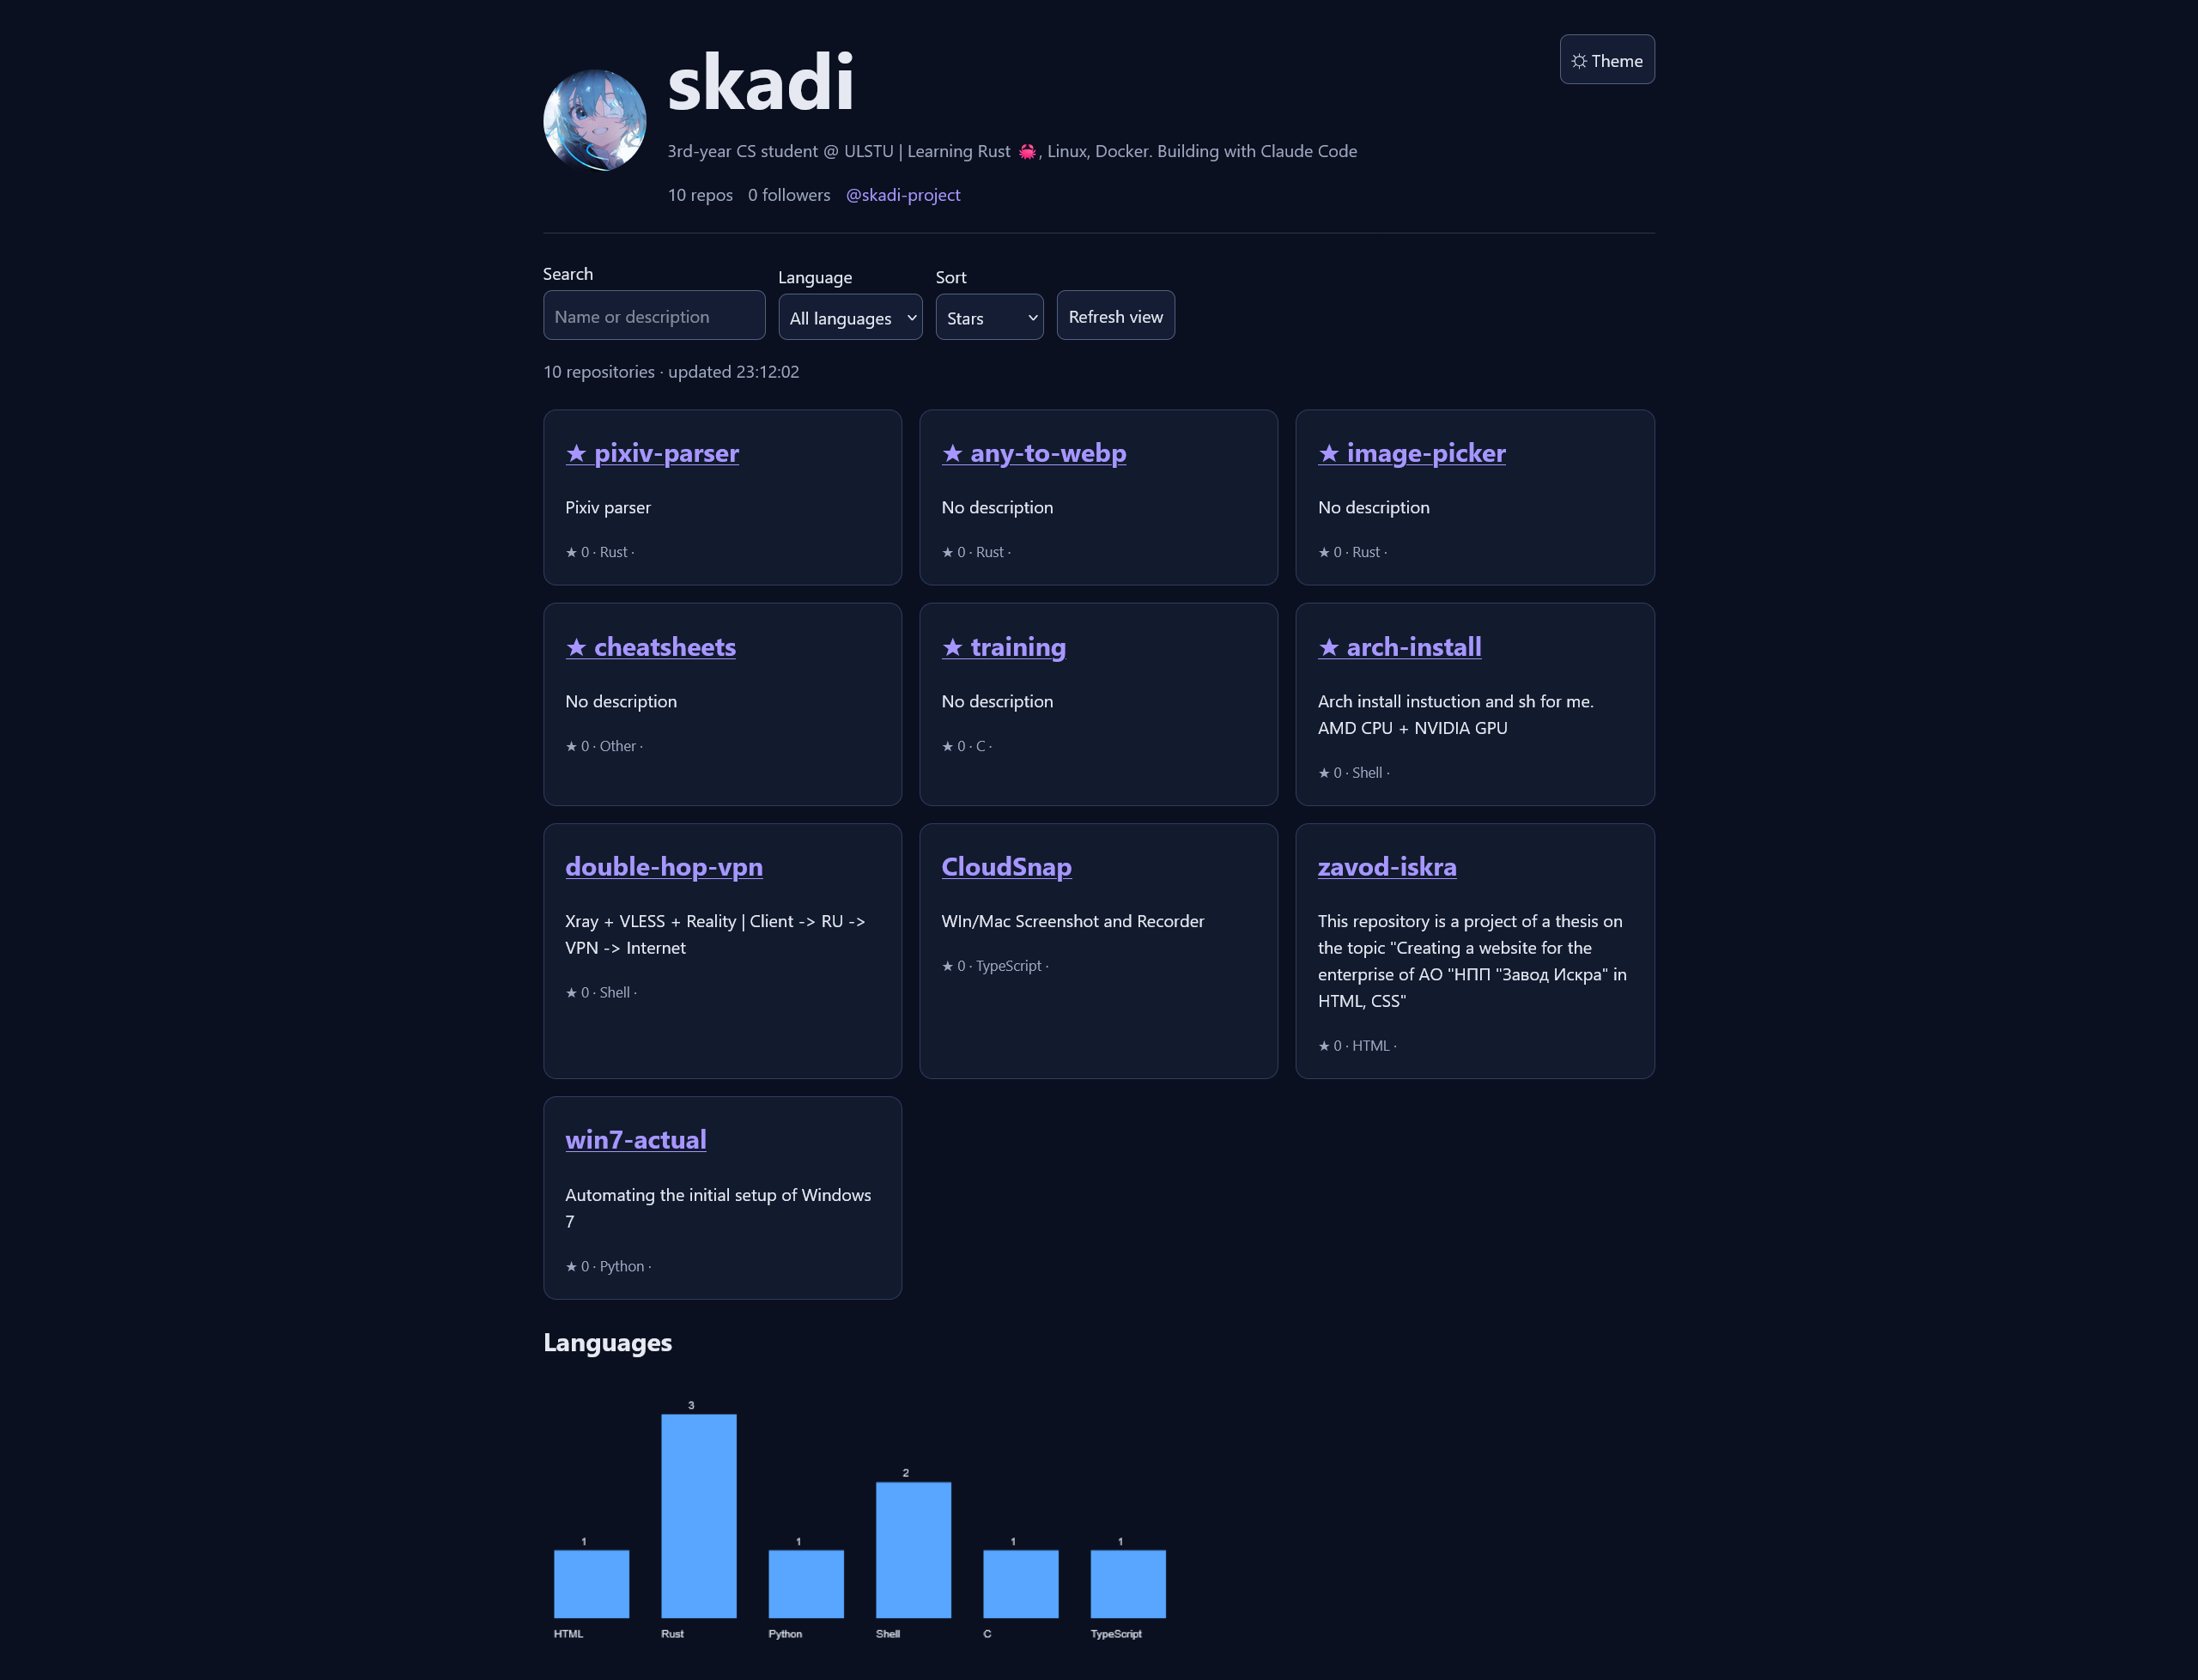 skadi
☼ Theme
3rd-year CS student @ ULSTU | Learning Rust 🦀, Linux, Docker. Building with Claude Code
10 repos 0 followers @skadi-project
Search Language Sort
Name or description All languages Stars Refresh view
10 repositories · updated 23:12:02
★ pixiv-parser
Pixiv parser
★ 0 · Rust ·
★ any-to-webp
No description
★ 0 · Rust ·
★ image-picker
No description
★ 0 · Rust ·
★ cheatsheets
No description
★ 0 · Other ·
★ training
No description
★ 0 · C ·
★ arch-install
Arch install instuction and sh for me.
AMD CPU + NVIDIA GPU
★ 0 · Shell ·
double-hop-vpn
Xray + VLESS + Reality | Client -> RU ->
VPN -> Internet
★ 0 · Shell ·
CloudSnap
WIn/Mac Screenshot and Recorder
★ 0 · TypeScript ·
zavod-iskra
This repository is a project of a thesis on
the topic "Creating a website for the
enterprise of АО "НПП "Завод Искра" in
HTML, CSS"
★ 0 · HTML ·
win7-actual
Automating the initial setup of Windows
7
★ 0 · Python ·
Languages
1 3 1 2 1 1
HTML Rust Python Shell C TypeScript